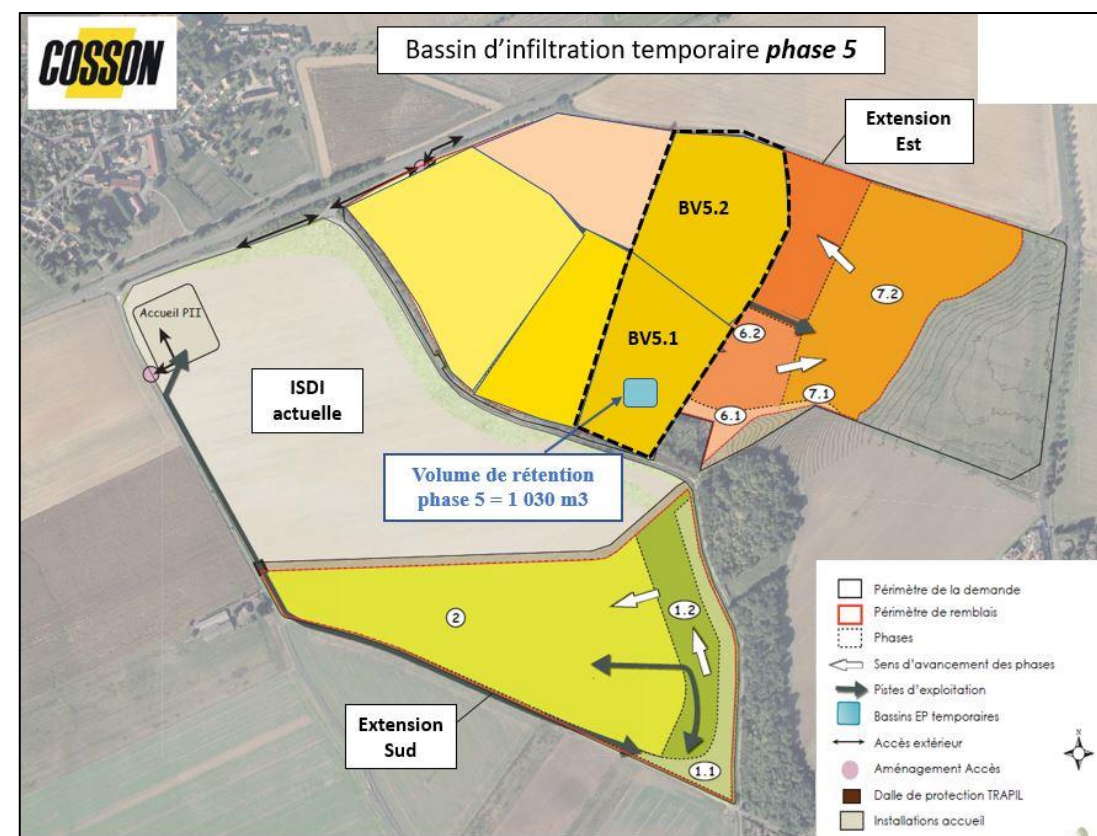 COSSON
Bassin d'infiltration temporaire phase 5
Extension
Est
BV5.2
7.2
Accueil PII
6.2
BV5.1
ISDI
actuelle
6.1
7.1
Volume de rétention
phase 5 = 1 030 m3
2
1.2
Extension
Sud
1.1
Périmètre de la demande
Périmètre de remblais
Phases
Sens d'avancement des phases
Pistes d'exploitation
Bassins EP temporaires
Accès extérieur
Aménagement Accès
Dalle de protection TRAPIL
Installations accueil